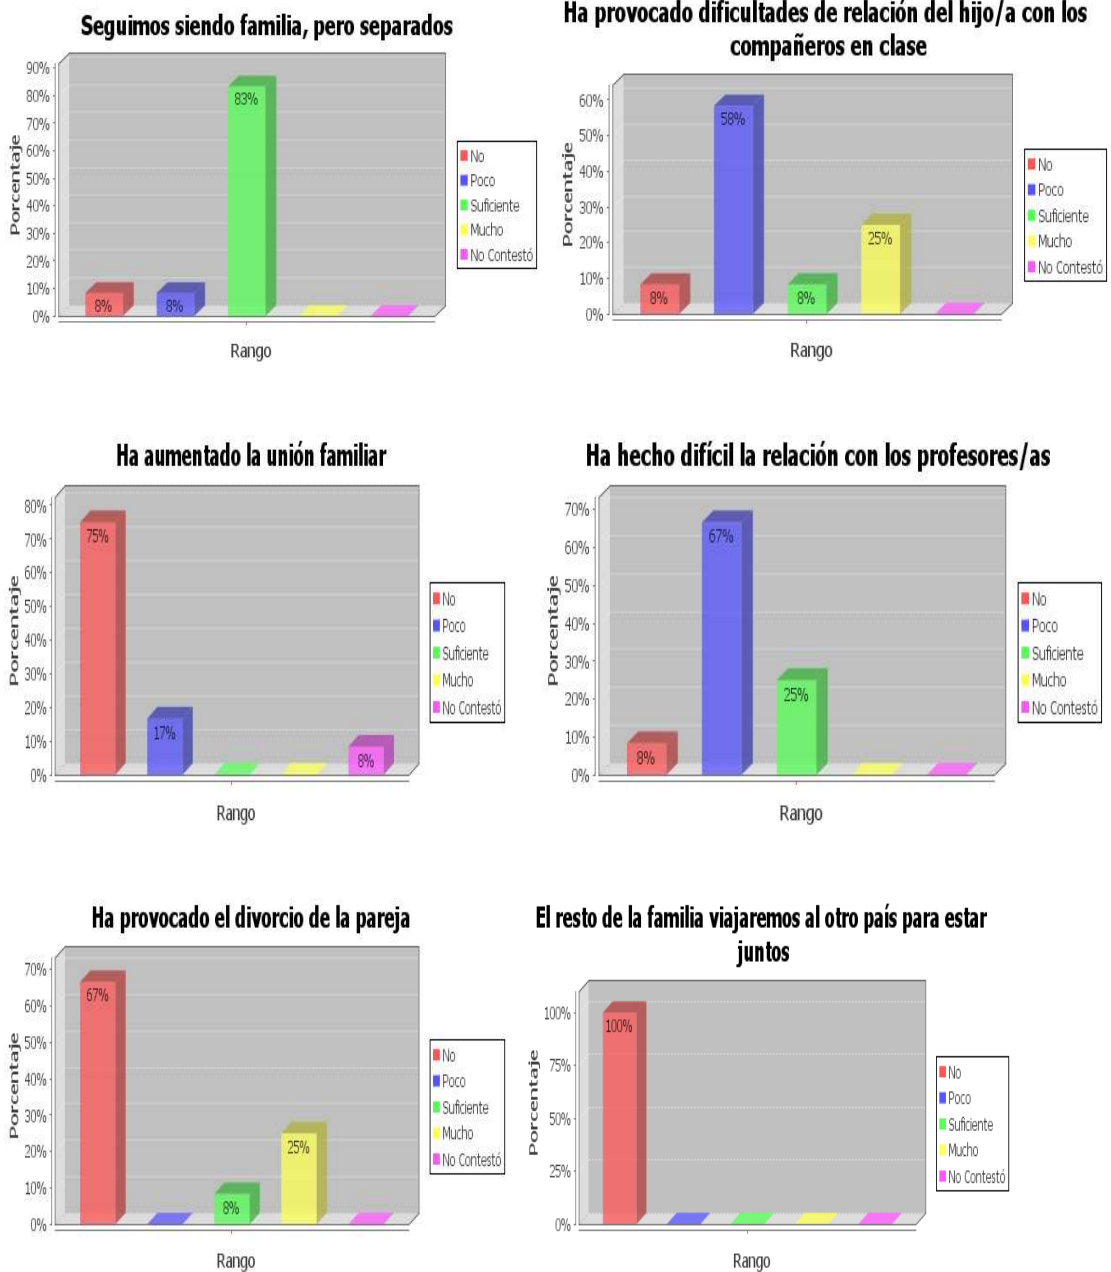 Seguimos siendo familia, pero separados
Porcentaje
90%
80%
70%
60%
50%
40%
30%
20%
10%
0%
8%
8%
83%
Rango
No
Poco
Suficiente
Mucho
No Contestó
Ha provocado dificultades de relación del hijo/a con los
compañeros en clase
Porcentaje
60%
50%
40%
30%
20%
10%
0%
8%
58%
8%
25%
Rango
No
Poco
Suficiente
Mucho
No Contestó
Ha aumentado la unión familiar
Porcentaje
80%
70%
60%
50%
40%
30%
20%
10%
0%
75%
17%
8%
Rango
No
Poco
Suficiente
Mucho
No Contestó
Ha hecho difícil la relación con los profesores/as
Porcentaje
70%
60%
50%
40%
30%
20%
10%
0%
8%
67%
25%
Rango
No
Poco
Suficiente
Mucho
No Contestó
Ha provocado el divorcio de la pareja
Porcentaje
70%
60%
50%
40%
30%
20%
10%
0%
67%
8%
25%
Rango
No
Poco
Suficiente
Mucho
No Contestó
El resto de la familia viajaremos al otro país para estar
juntos
Porcentaje
100%
75%
50%
25%
0%
100%
Rango
No
Poco
Suficiente
Mucho
No Contestó